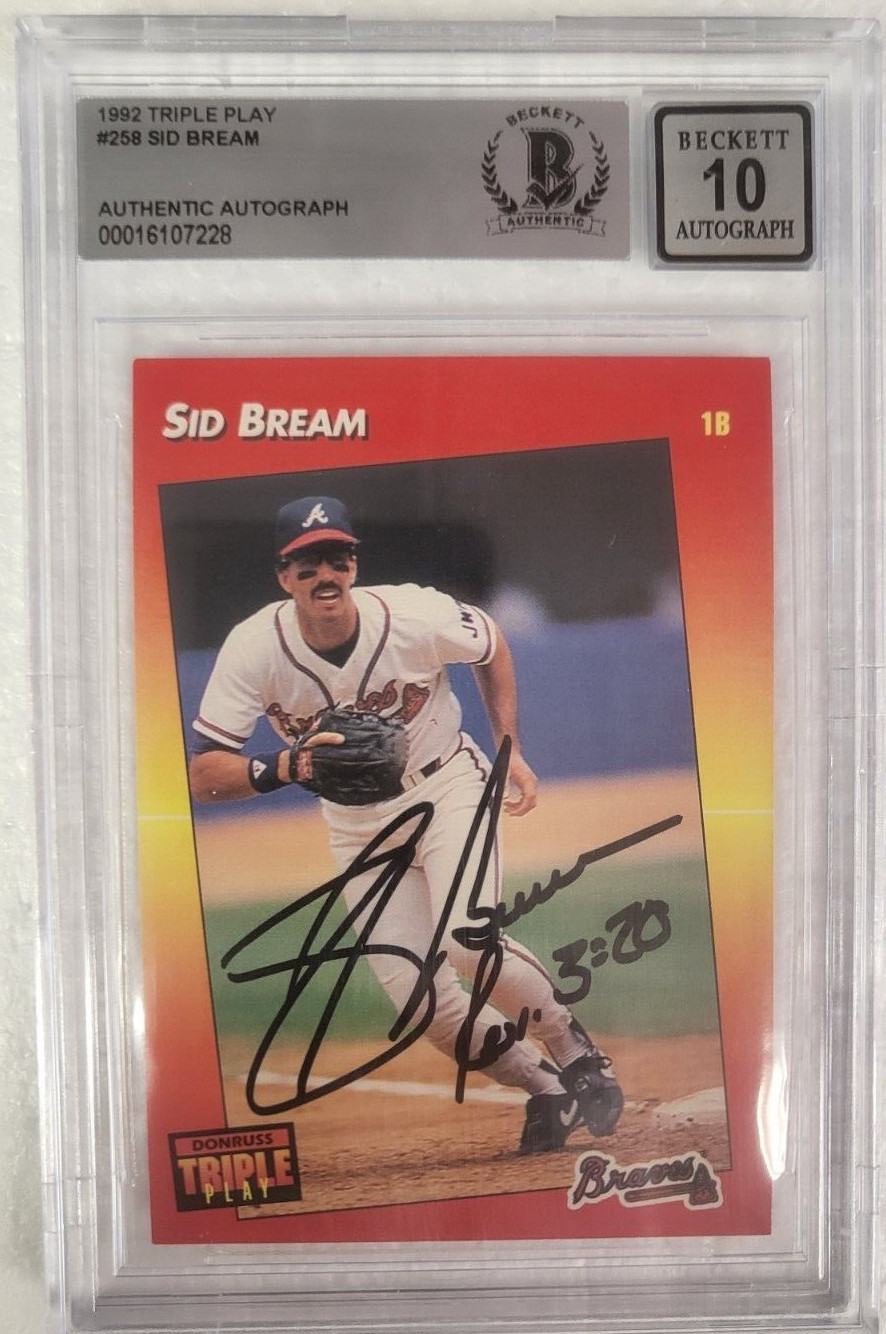 1992 TRIPLE PLAY
#258 SID BREAM
AUTHENTIC AUTOGRAPH
00016107228
BECKETT
B
AUTHENTIC
BECKETT
10
AUTOGRAPH
SID BREAM
1B
A
Braves
Rev. 3:20
DONRUSS
TRIPLE
PLAY
Braves